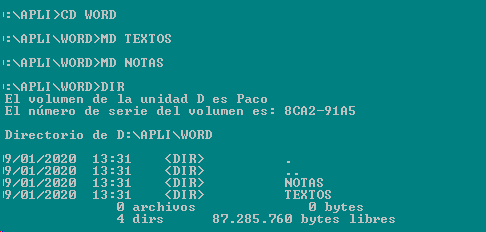 :\APLI>CD WORD
:\APLI\WORD>MD TEXTOS
:\APLI\WORD>MD NOTAS
:\APLI\WORD>DIR
El volumen de la unidad D es Paco
El número de serie del volumen es: 8CA2-91A5
Directorio de D:\APLI\WORD
9/01/2020 13:31 <DIR> .
9/01/2020 13:31 <DIR> ..
9/01/2020 13:31 <DIR> NOTAS
9/01/2020 13:31 <DIR> TEXTOS
0 archivos 0 bytes
4 dirs 87.285.760 bytes libres